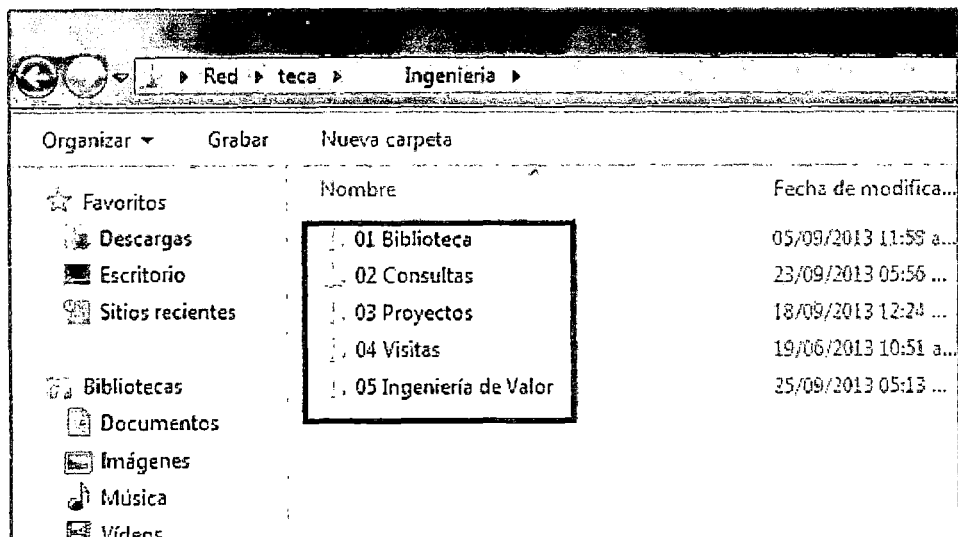 Red teca Ingenieria
Organizar Grabar Nueva carpeta
Nombre Fecha de modifica...
Favoritos
Descargas
Escritorio
Sitios recientes
Bibliotecas
Documentos
Imágenes
Música
Vídeos
01 Biblioteca 05/09/2013 11:58 a...
02 Consultas 23/09/2013 05:56 ...
03 Proyectos 18/09/2013 12:24 ...
04 Visitas 19/06/2013 10:51 a...
05 Ingeniería de Valor 25/09/2013 05:13 ...